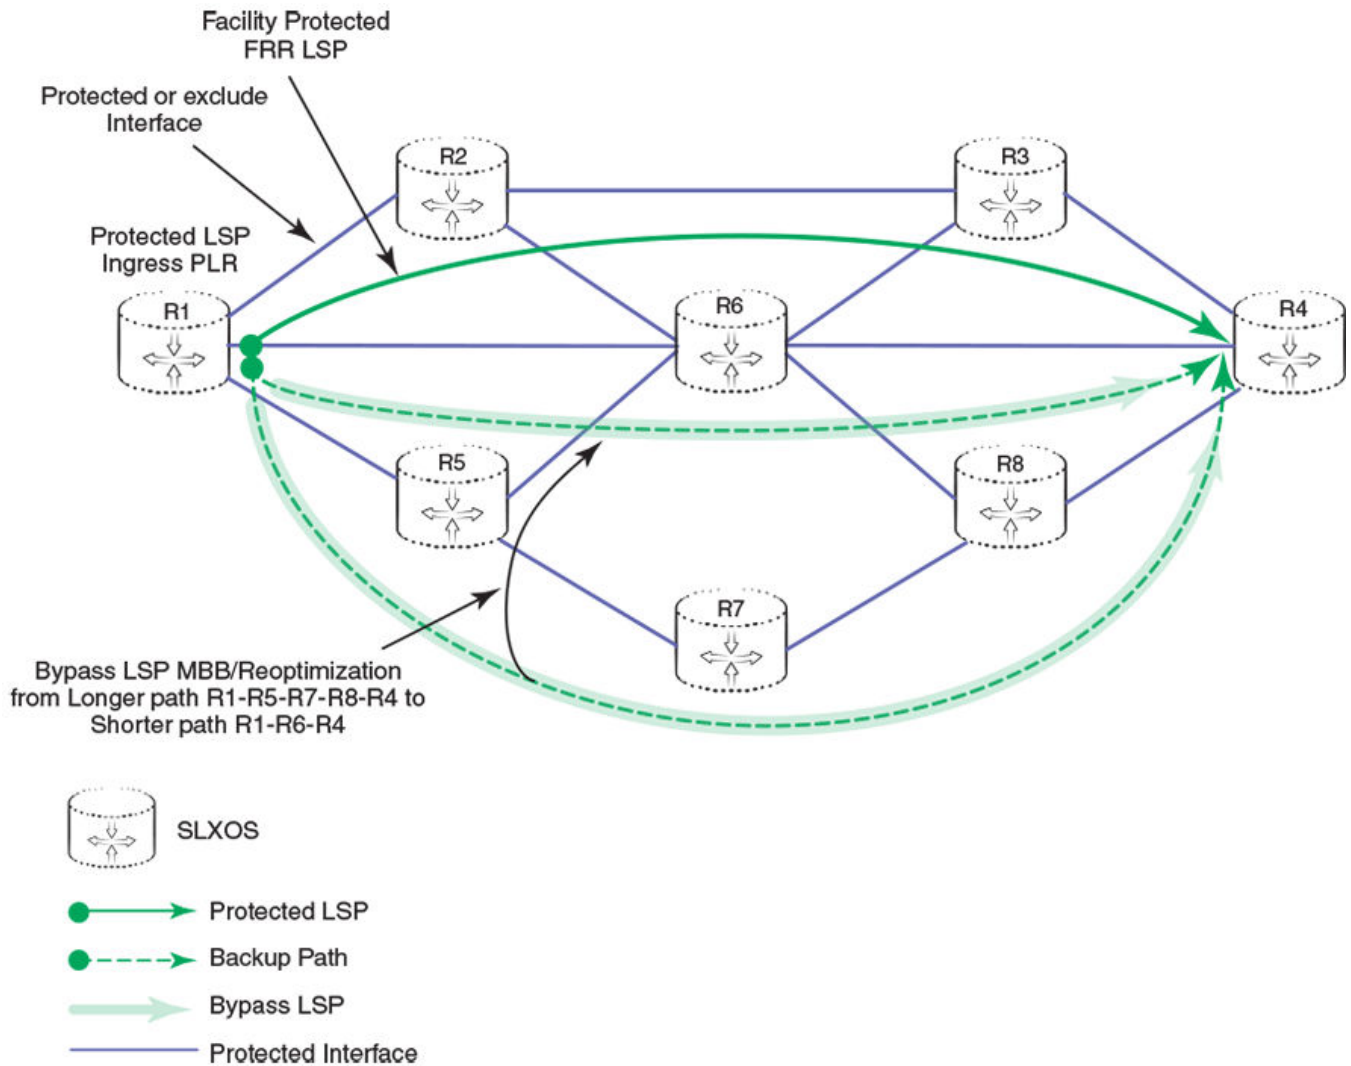 Facility Protected
FRR LSP
Protected or exclude
Interface
R2
R3
Protected LSP
Ingress PLR
R1
R6
R4
R5
R8
R7
Bypass LSP MBB/Reoptimization
from Longer path R1-R5-R7-R8-R4 to
Shorter path R1-R6-R4
SLXOS
Protected LSP
Backup Path
Bypass LSP
Protected Interface